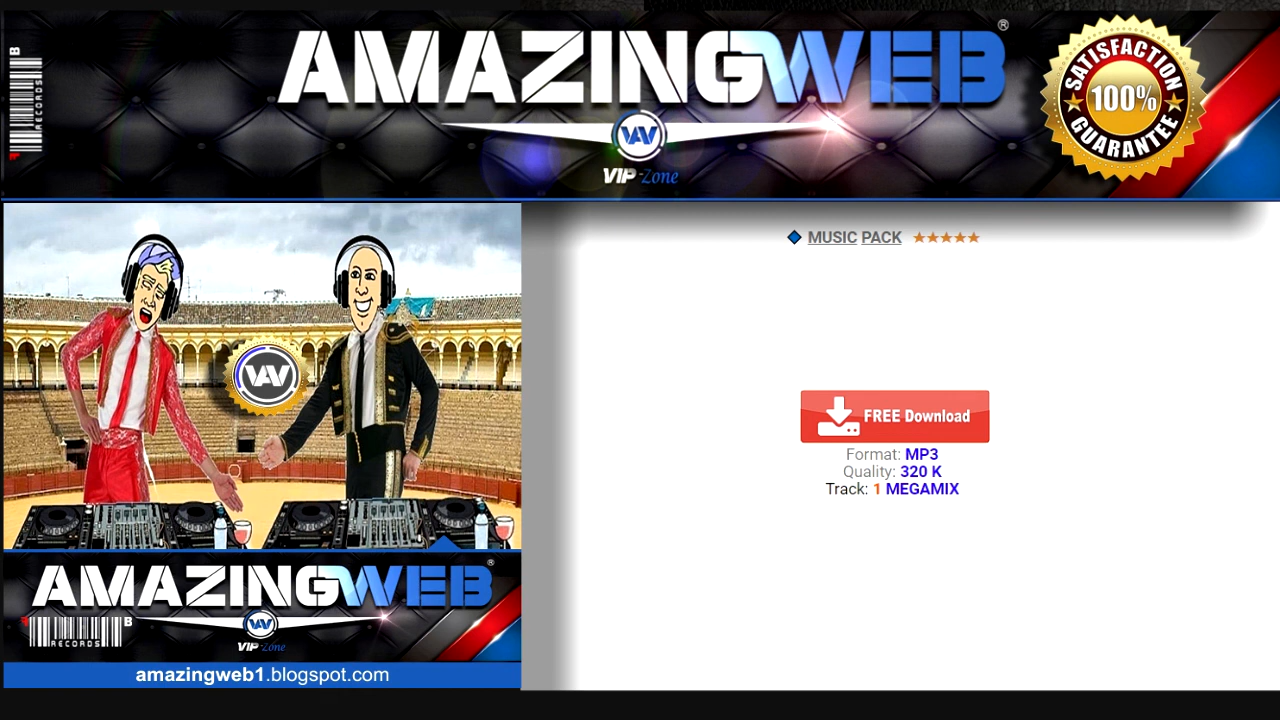 AMAZINGWEB®
VIP-Zone
B
RECORDS
SATISFACTION
100%
GUARANTEE
MUSIC PACK ★★★★★
FREE Download
Format: MP3
Quality: 320 K
Track: 1 MEGAMIX
AMAZINGWEB®
B
RECORDS
VIP-Zone
amazingweb1.blogspot.com